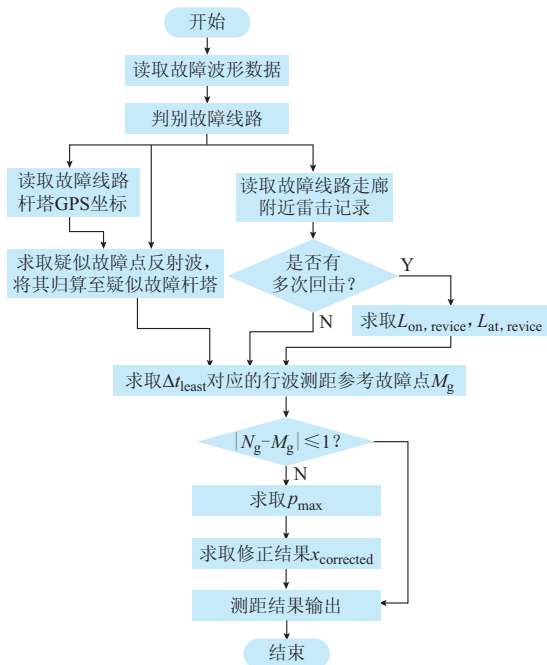 开始
读取故障波形数据
判别故障线路
读取故障线路
杆塔GPS坐标
读取故障线路走廊
附近雷击记录
求取疑似故障点反射波，
将其归算至疑似故障杆塔
是否有
多次回击？
Y
N
求取L_on, revice，L_at, revice
求取Δt_least对应的行波测距参考故障点M_g
|N_g-M_g|≤1？
N
求取p_max
求取修正结果x_corrected
测距结果输出
结束